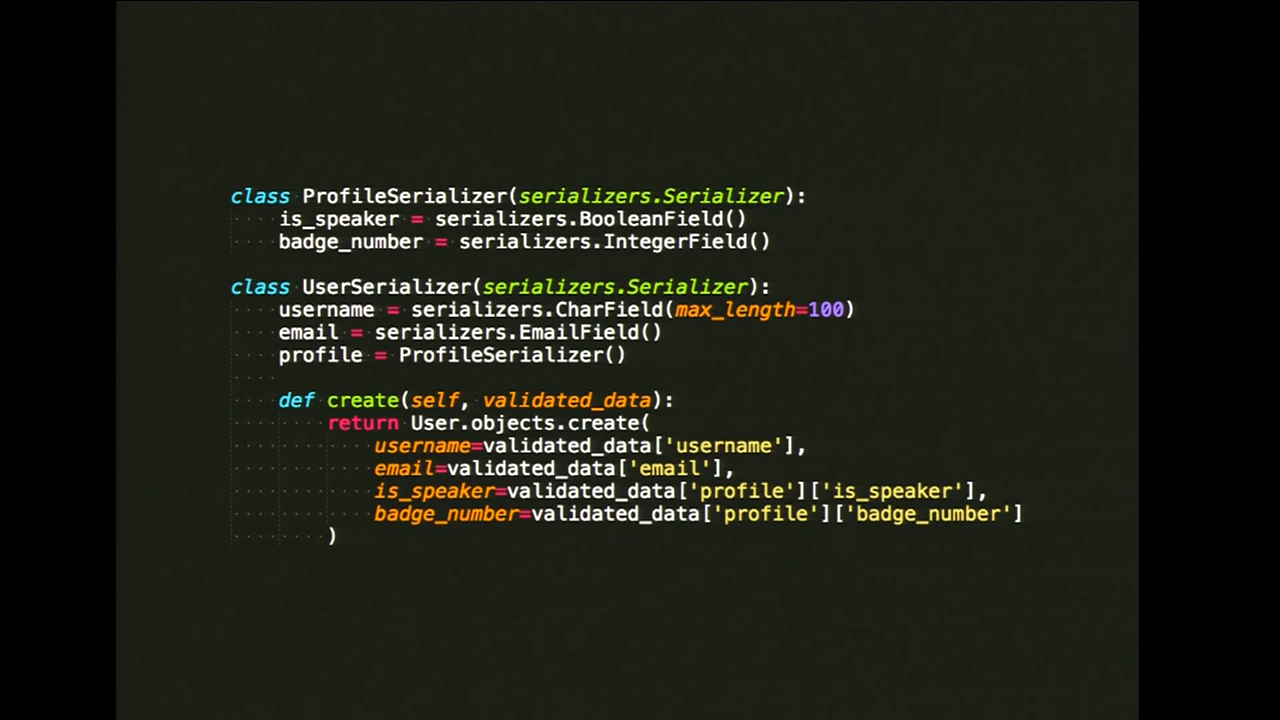 class ProfileSerializer(serializers.Serializer):
    is_speaker = serializers.BooleanField()
    badge_number = serializers.IntegerField()

class UserSerializer(serializers.Serializer):
    username = serializers.CharField(max_length=100)
    email = serializers.EmailField()
    profile = ProfileSerializer()

    def create(self, validated_data):
        return User.objects.create(
            username=validated_data['username'],
            email=validated_data['email'],
            is_speaker=validated_data['profile']['is_speaker'],
            badge_number=validated_data['profile']['badge_number']
        )